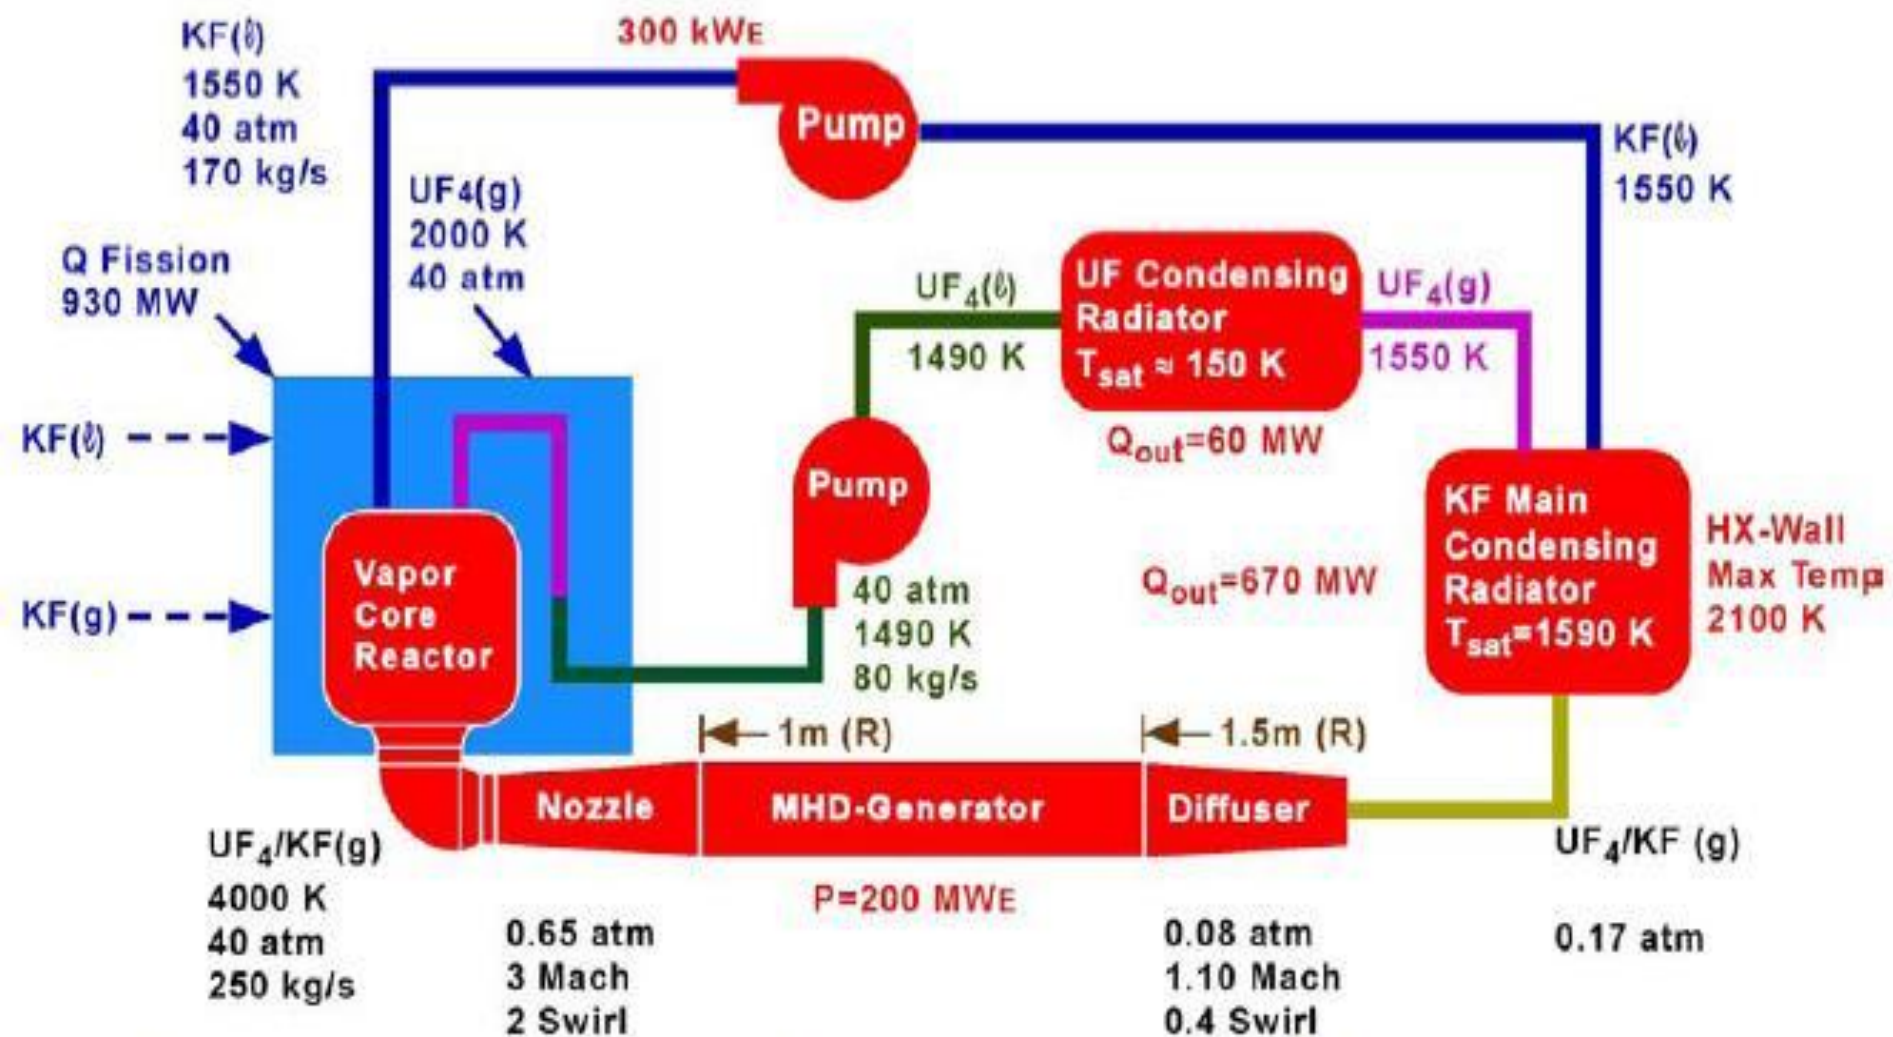 KF(ℓ)
1550 K
40 atm
170 kg/s
300 kWE
Pump
KF(ℓ)
1550 K
UF4(g)
2000 K
40 atm
Q Fission
930 MW
UF₄(ℓ)
1490 K
UF Condensing
Radiator
Tsat ≈ 150 K
UF₄(g)
1550 K
Qout=60 MW
KF(ℓ)
KF(g)
Vapor
Core
Reactor
Pump
40 atm
1490 K
80 kg/s
Qout=670 MW
KF Main
Condensing
Radiator
Tsat=1590 K
HX-Wall
Max Temp
2100 K
1m (R)
1.5m (R)
Nozzle
MHD-Generator
Diffuser
UF₄/KF(g)
4000 K
40 atm
250 kg/s
P=200 MWE
0.65 atm
3 Mach
2 Swirl
0.08 atm
1.10 Mach
0.4 Swirl
UF₄/KF (g)
0.17 atm